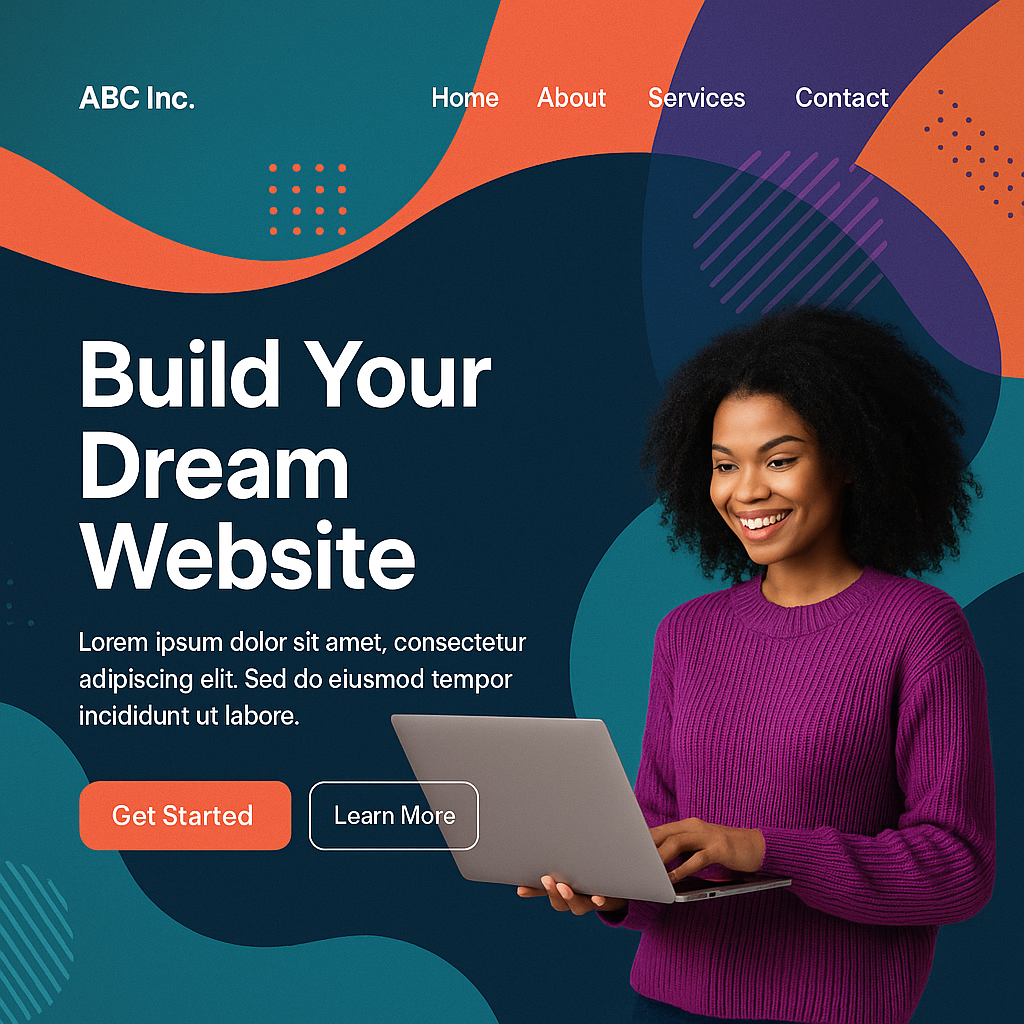 ABC Inc.
Home About Services Contact
Build Your
Dream
Website
Lorem ipsum dolor sit amet, consectetur
adipiscing elit. Sed do eiusmod tempor
incididunt ut labore.
Get Started Learn More